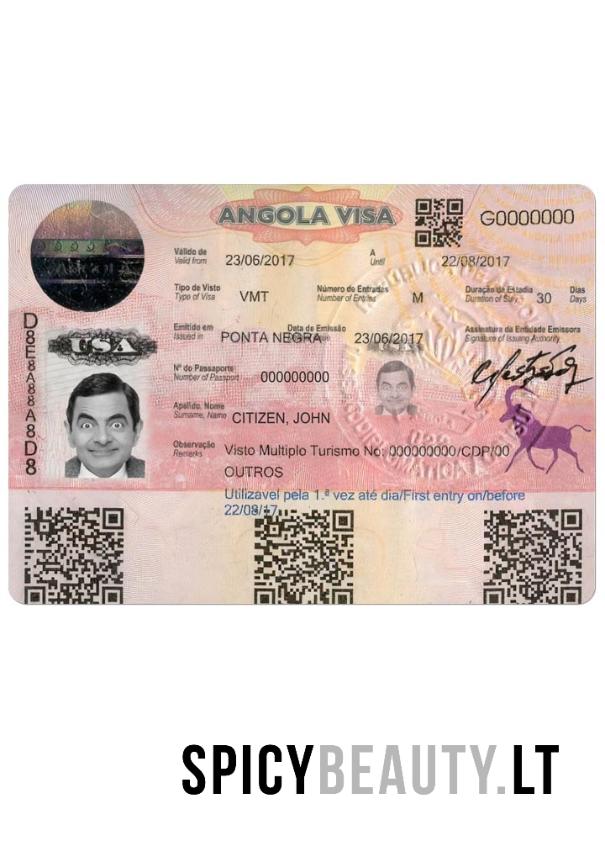 ANGOLA VISA
G0000000
Válido de
Valid from
23/06/2017
A
Until
22/08/2017
Tipo de Visto
Type of Visa
VMT
Número de Entradas
Number of Entries
M
Duração da Estadia
Duration of Stay
30
Dias
Days
Emitido em
Issued in
PONTA NEGRA
Data de Emissão
23/06/2017
Assinatura da Entidade Emissora
Signature of Issuing Authority
D8E8A88A8D8
USA
Nº do Passaporte
Number of Passport
000000000
Apelido, Nome
Surname, Name
CITIZEN, JOHN
Observação
Remarks
Visto Multiplo Turismo No: 000000000/CDP/00
OUTROS
Utilizavel pela 1.ª vez até dia/First entry on/before
22/08/17
SPICYBEAUTY.LT